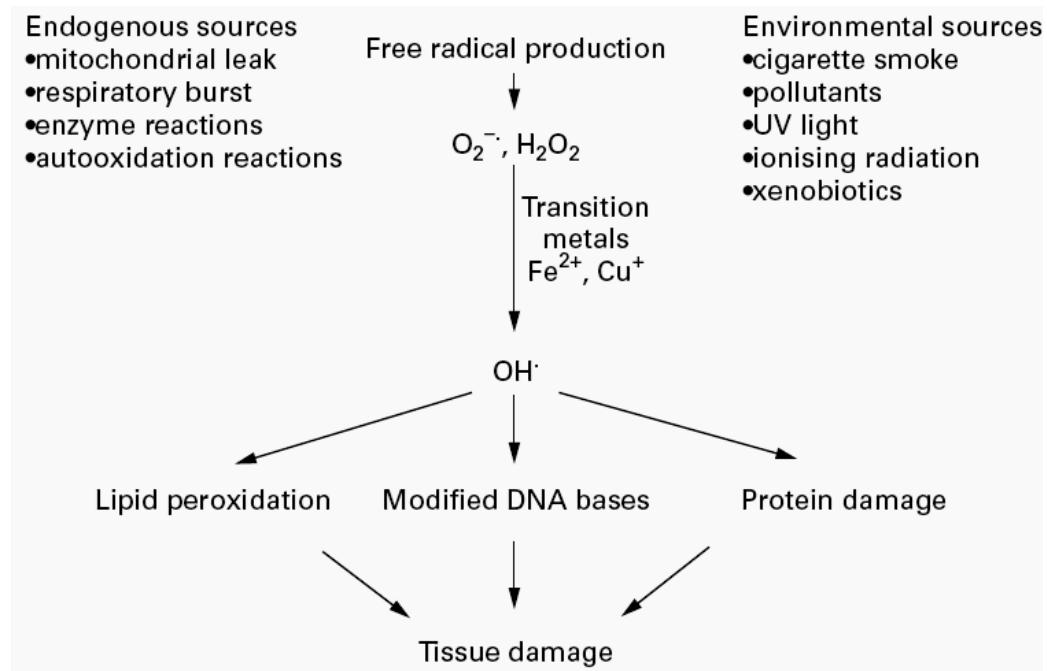 Endogenous sources
•mitochondrial leak
•respiratory burst
•enzyme reactions
•autooxidation reactions
Free radical production
Environmental sources
•cigarette smoke
•pollutants
•UV light
•ionising radiation
•xenobiotics
O₂⁻·, H₂O₂
Transition
metals
Fe²⁺, Cu⁺
OH·
Lipid peroxidation
Modified DNA bases
Protein damage
Tissue damage